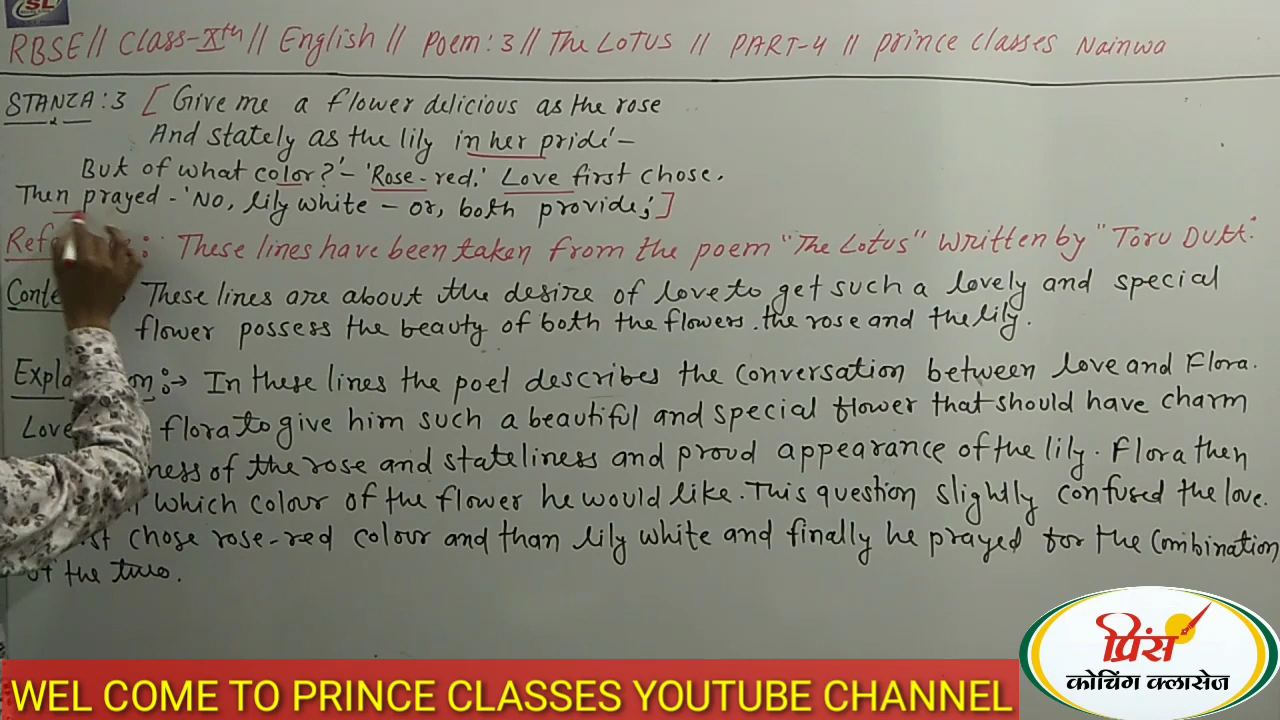 SL
RBSE // Class-Xth // English // Poem: 3 // The LOTUS // PART-4 // prince classes Nainwa
STANZA: 3 [ Give me a flower delicious as the rose
And stately as the lily in her pride' –
But of what color?' – 'Rose-red.' Love first chose.
Then prayed - 'No, lily white – or, both provide;' ]
Ref : These lines have been taken from the poem "The Lotus" written by "Toru Dutt."
Conte These lines are about the desire of love to get such a lovely and special
flower possess the beauty of both the flowers. the rose and the lily.
Expla on :→ In these lines the poet describes the conversation between love and Flora.
Love flora to give him such a beautiful and special flower that should have charm
ness of the rose and stateliness and proud appearance of the lily. Flora then
which colour of the flower he would like. This question slightly confused the love.
st chose rose-red colour and than lily white and finally he prayed for the combination
of the two.
प्रिंस
कोचिंग क्लासेज
WEL COME TO PRINCE CLASSES YOUTUBE CHANNEL